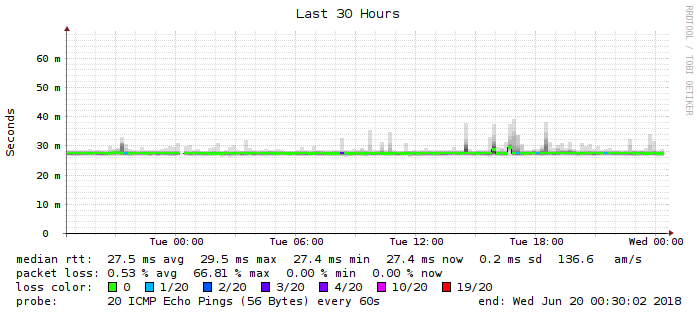 Last 30 Hours
RRDTOOL / TOBI OETIKER
Seconds
60 m
50 m
40 m
30 m
20 m
10 m
0
Tue 00:00 Tue 06:00 Tue 12:00 Tue 18:00 Wed 00:00
median rtt: 27.5 ms avg 29.5 ms max 27.4 ms min 27.4 ms now 0.2 ms sd 136.6 am/s
packet loss: 0.53 % avg 66.81 % max 0.00 % min 0.00 % now
loss color: 0 1/20 2/20 3/20 4/20 10/20 19/20
probe: 20 ICMP Echo Pings (56 Bytes) every 60s end: Wed Jun 20 00:30:02 2018